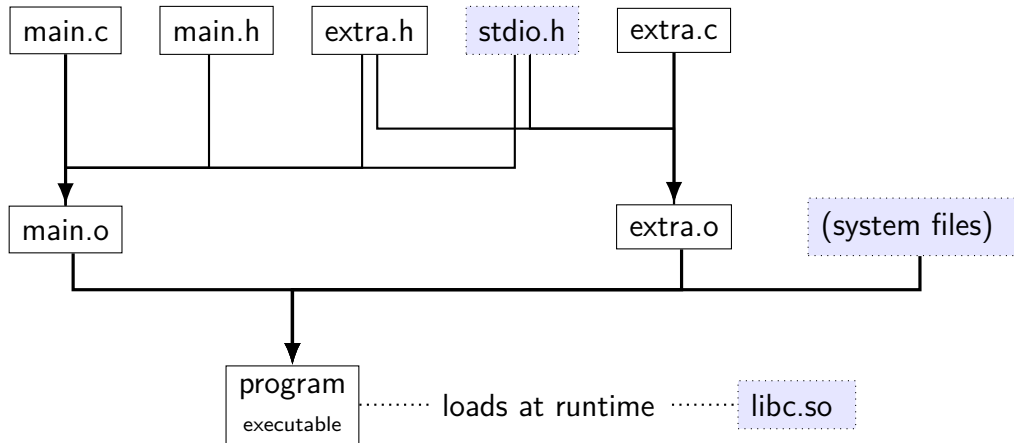 main.c
main.h
extra.h
stdio.h
extra.c
main.o
extra.o
(system files)
program
executable
loads at runtime
libc.so